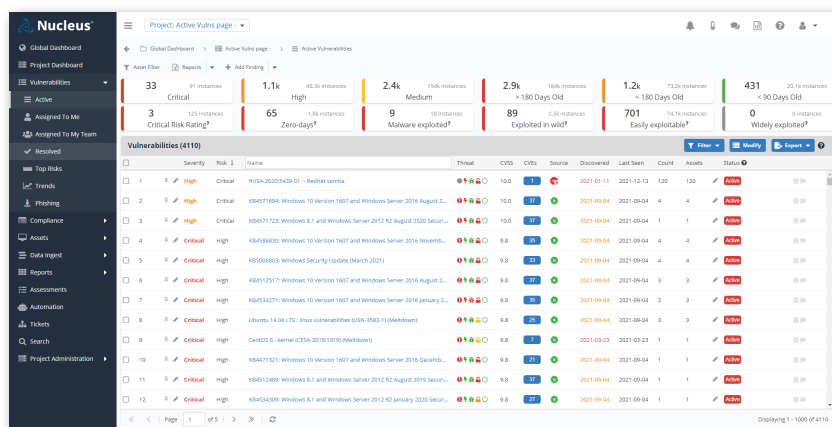 Nucleus
Project: Active Vulns page -
Global Dashboard
Project Dashboard
Vulnerabilities
Active
Assigned To Me
Assigned To My Team
Resolved
Top Risks
Trends
Phishing
Compliance
Assets
Data Ingest
Reports
Assessments
Automation
Tickets
Search
Project Administration
Global Dashboard > Active Vulns page - > Active Vulnerabilities
Asset Filter Reports Add Finding
33 91 instances
Critical
1.1k 48.3k instances
High
2.4k 154k instances
Medium
2.9k 184k instances
> 180 Days Old
1.2k 73.2k instances
< 180 Days Old
431 20.1k instances
< 90 Days Old
3 125 instances
Critical Risk Rating?
65 1.8k instances
Zero-days?
9 18 instances
Malware exploited?
89 2.3k instances
Exploited in wild?
701 74.1k instances
Easily exploitable?
0 0 instances
Widely exploited?
Vulnerabilities (4110) Filter Modify Export
Severity Risk Name Threat CVSS CVEs Source Discovered Last Seen Count Assets Status
1 High Critical RHSA-2020:5439-01 -- Redhat samba 10.0 1 2021-01-11 2021-12-13 120 120 Active
2 High Critical KB4571694: Windows 10 Version 1607 and Windows Server 2016 August 2... 10.0 37 2021-09-04 2021-09-04 4 4 Active
3 High Critical KB4571723: Windows 8.1 and Windows Server 2012 R2 August 2020 Securi... 10.0 37 2021-09-04 2021-09-04 1 1 Active
4 Critical High KB4586830: Windows 10 Version 1607 and Windows Server 2016 Novemb... 9.8 35 2021-09-04 2021-09-04 4 4 Active
5 Critical High KB5000803: Windows Security Update (March 2021) 9.8 33 2021-09-04 2021-09-04 4 4 Active
6 Critical High KB4512517: Windows 10 Version 1607 and Windows Server 2016 August 2... 9.8 37 2021-09-04 2021-09-04 3 3 Active
7 Critical High KB4534271: Windows 10 Version 1607 and Windows Server 2016 January 2... 9.8 39 2021-09-04 2021-09-04 3 3 Active
8 Critical High Ubuntu 14.04 LTS : linux vulnerabilities (USN-3583-1) (Meltdown) 9.8 25 2021-09-04 2021-09-04 3 3 Active
9 Critical High CentOS 6 : kernel (CESA-2018:1319) (Meltdown) 9.8 7 2021-03-23 2021-03-23 1 1 Active
10 Critical High KB4471321: Windows 10 Version 1607 and Windows Server 2016 Decemb... 9.8 21 2021-09-04 2021-09-04 1 1 Active
11 Critical High KB4512489: Windows 8.1 and Windows Server 2012 R2 August 2019 Securi... 9.8 37 2021-09-04 2021-09-04 1 1 Active
12 Critical High KB4534309: Windows 8.1 and Windows Server 2012 R2 January 2020 Secur... 9.8 27 2021-09-04 2021-09-04 1 1 Active
Page 1 of 5 Displaying 1 - 1000 of 4110